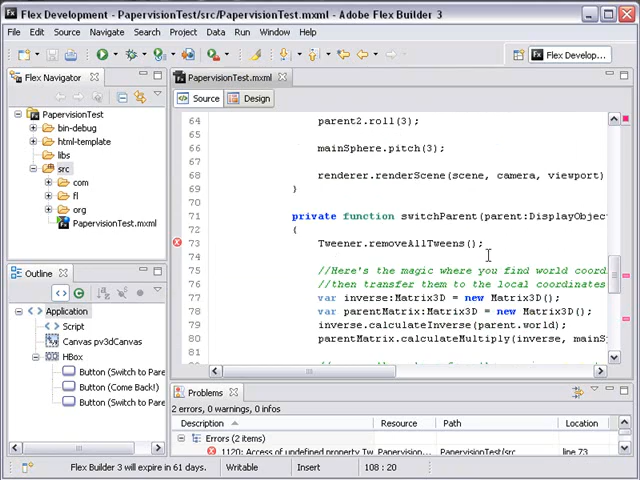 Flex Development - PapervisionTest/src/PapervisionTest.mxml - Adobe Flex Builder 3
File Edit Source Navigate Search Project Data Run Window Help
Flex Develop...
Flex Navigator
PapervisionTest.mxml
Source Design
PapervisionTest
bin-debug
html-template
libs
src
com
fl
org
PapervisionTest.mxml
64 parent2.roll(3);
65
66 mainSphere.pitch(3);
67
68 renderer.renderScene(scene, camera, viewport)
69 }
70
71 private function switchParent(parent:DisplayObjec
72 {
73 Tweener.removeAllTweens();
74
75 //Here's the magic where you find world coord
76 //then transfer them to the local coordinates
77 var inverse:Matrix3D = new Matrix3D();
78 var parentMatrix:Matrix3D = new Matrix3D();
79 inverse.calculateInverse(parent.world);
80 parentMatrix.calculateMultiply(inverse, mainS
81
Outline
Application
Script
Canvas pv3dCanvas
HBox
Button (Switch to Pare
Button (Come Back!)
Button (Switch to Pare
Problems
2 errors, 0 warnings, 0 infos
Description Resource Path Location
Errors (2 items)
1120: Access of undefined property Tw Papervision... PapervisionTest/src line 73
Flex Builder 3 will expire in 61 days. Writable Insert 108 : 20